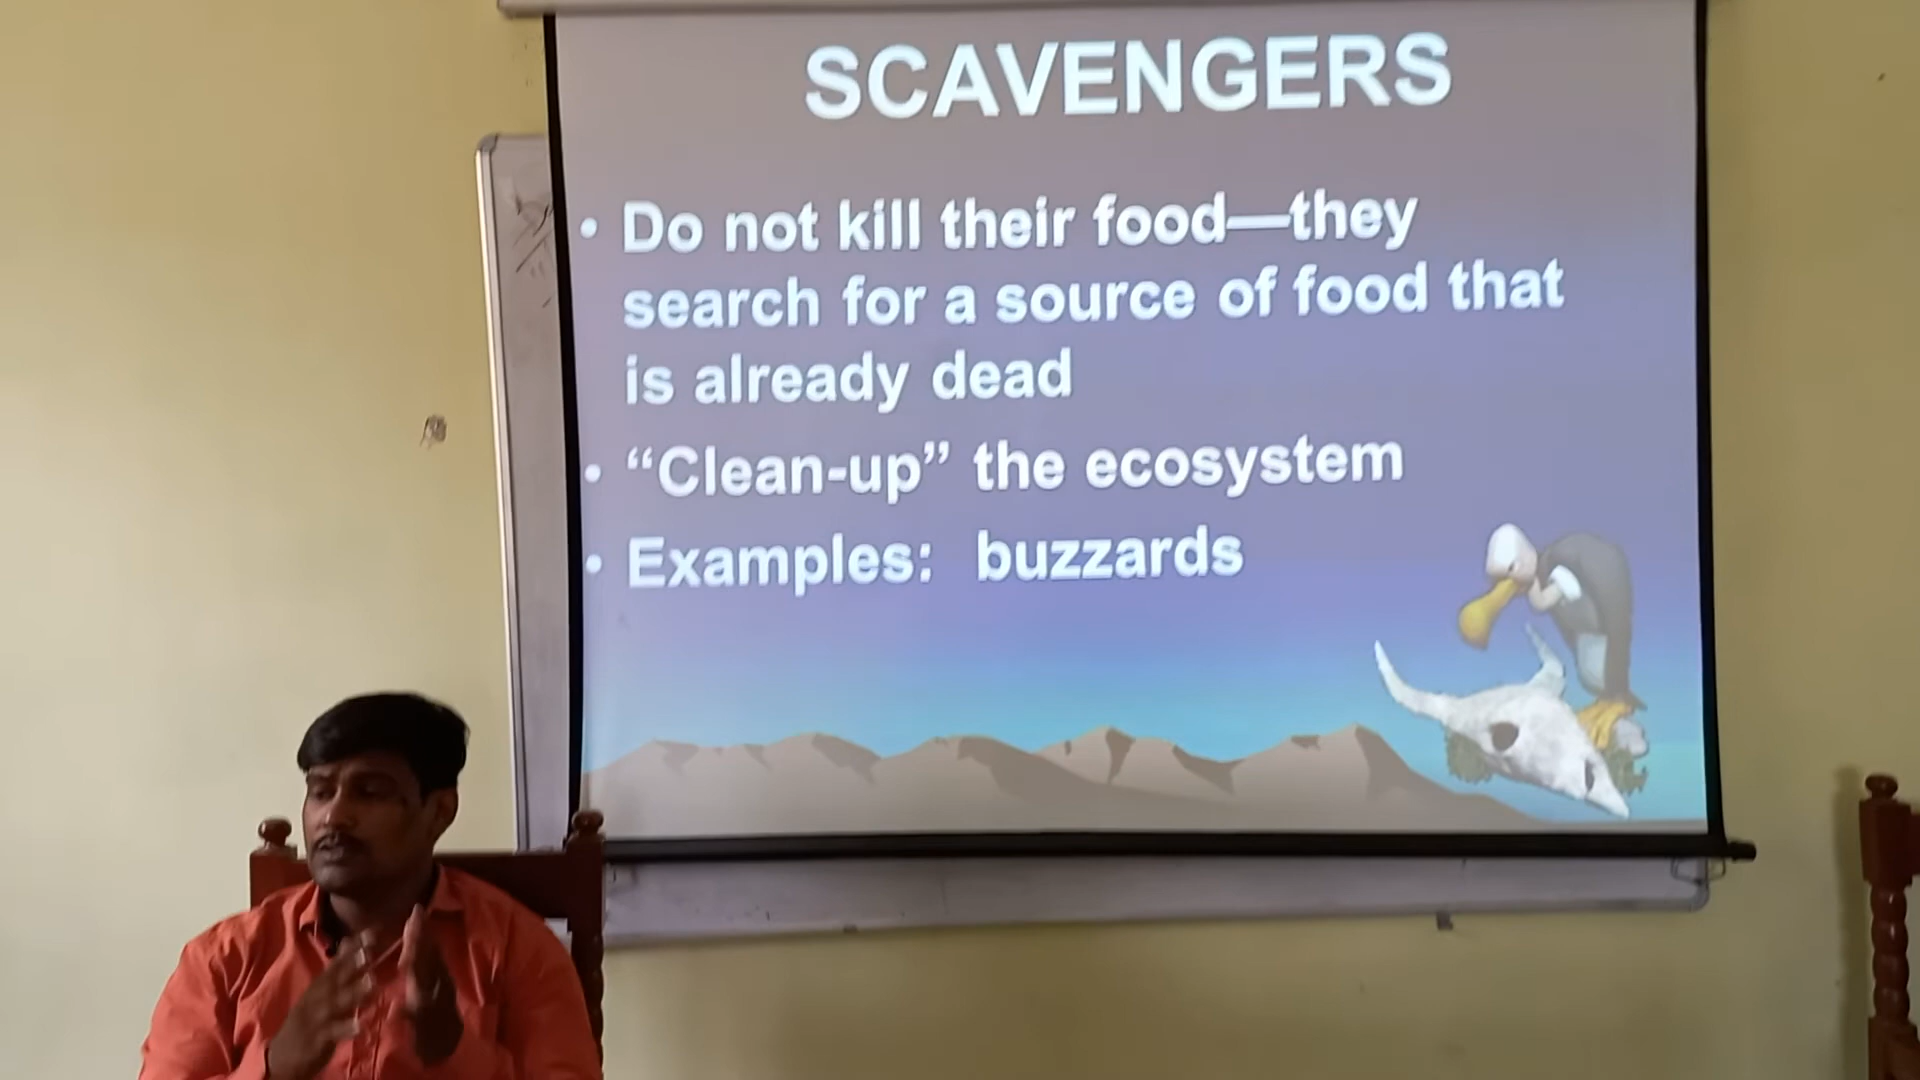 SCAVENGERS
• Do not kill their food—they
search for a source of food that
is already dead
• “Clean-up” the ecosystem
• Examples: buzzards